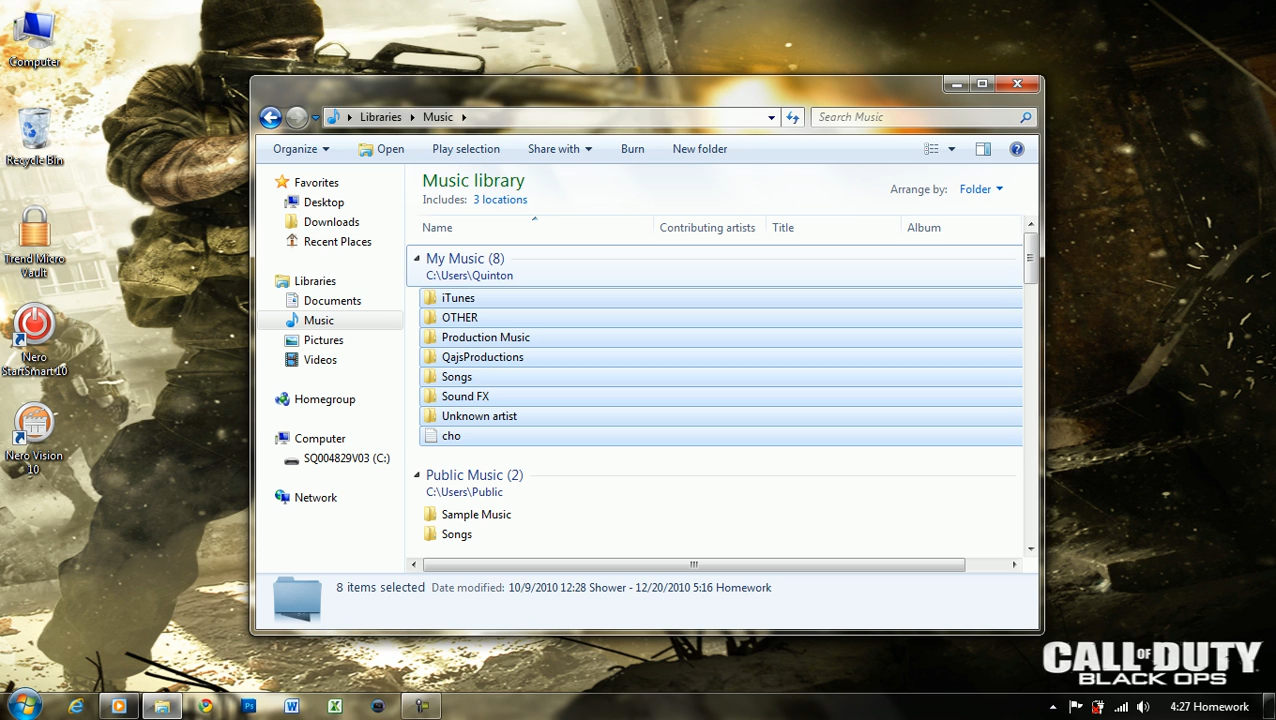 Computer
Recycle Bin
Trend Micro
Vault
Nero
StartSmart 10
Nero Vision
10
Libraries
Music
Search Music
Organize
Open
Play selection
Share with
Burn
New folder
Favorites
Desktop
Downloads
Recent Places
Libraries
Documents
Music
Pictures
Videos
Homegroup
Computer
SQ004829V03 (C:)
Network
Music library
Includes: 3 locations
Arrange by: Folder
Name Contributing artists Title Album
My Music (8)
C:\Users\Quinton
iTunes
OTHER
Production Music
QajsProductions
Songs
Sound FX
Unknown artist
cho
Public Music (2)
C:\Users\Public
Sample Music
Songs
8 items selected Date modified: 10/9/2010 12:28 Shower - 12/20/2010 5:16 Homework
CALL OF DUTY
BLACK OPS
Ps
4:27 Homework